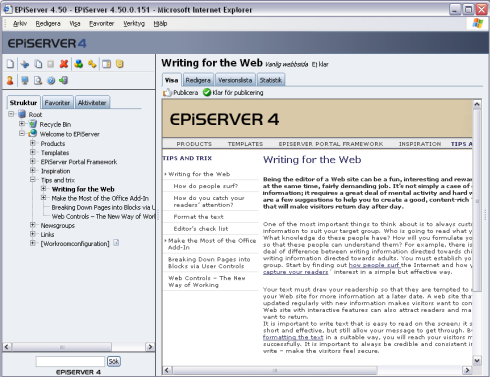 EPiServer 4.50 - EPiServer 4.50.0.151 - Microsoft Internet Explorer
Arkiv Redigera Visa Favoriter Verktyg Hjälp
EPiSERVER 4
Struktur Favoriter Aktiviteter
Root
Recycle Bin
Welcome to EPiServer
Products
Templates
EPiServer Portal Framework
Inspiration
Tips and trix
Writing for the Web
Make the Most of the Office Add-In
Breaking Down Pages into Blocks via U
Web Controls – The New Way of Work
Newsgroups
Links
[Workroomconfiguration]
Sök
EPiSERVER 4
Writing for the Web Vanlig webbsida Ej klar
Visa Redigera Versionslista Statistik
Publicera Klar för publicering
EPiSERVER 4
PRODUCTS TEMPLATES EPISERVER PORTAL FRAMEWORK INSPIRATION TIPS A
TIPS AND TRIX
Writing for the Web
How do people surf?
How do you catch your
readers' attention?
Format the text
Editor's check list
Make the Most of the Office
Add-In
Breaking Down Pages into
Blocks via User Controls
Web Controls – The New
Way of Working
Writing for the Web
Being the editor of a Web site can be a fun, interesting and rewar
at the same time, fairly demanding job. It's not simply a case of
information; it requires a great deal of mental activity and hard w
are a few suggestions to help you to create a good, content-rich
that will make visitors return day after day.
One of the most important things to think about is to always custo
information to suit your target group. Who is going to read what y
What knowledge do these people have? How will you formulate yo
so that these people can understand them? For example, there is
deal of difference between writing information directed towards chi
writing information directed towards adults. You must establish yo
group. Start by finding out how people surf the Internet and how y
capture your readers' interest in a simple but effective way.
Your text must draw your readership so that they are tempted to r
your Web site for more information at a later date. A web site tha
updated regularly with new information makes visitors want to con
Web site with interactive features can also attract readers and ma
want to return.
It is important to write text that is easy to read on the screen; it s
short and effective, but still allow your message to get through. B
formatting the text in a suitable way, you will reach your visitors m
successfully. It is important to always be credible and consistent i
write – make the visitors feel secure.